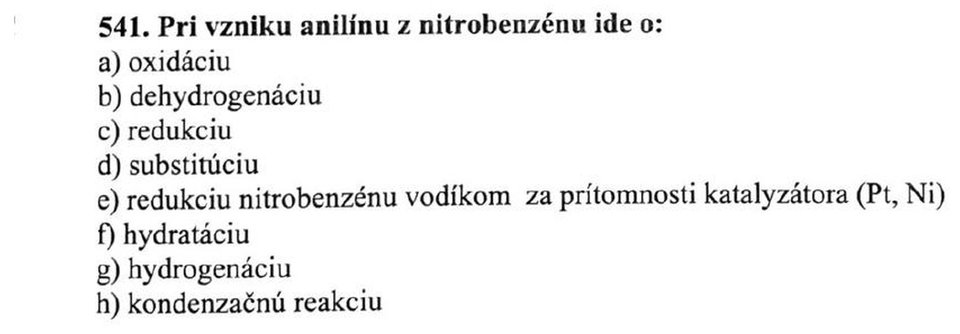 541. Pri vzniku anilínu z nitrobenzénu ide o:
a) oxidáciu
b) dehydrogenáciu
c) redukciu
d) substitúciu
e) redukciu nitrobenzénu vodíkom za prítomnosti katalyzátora (Pt, Ni)
f) hydratáciu
g) hydrogenáciu
h) kondenzačnú reakciu